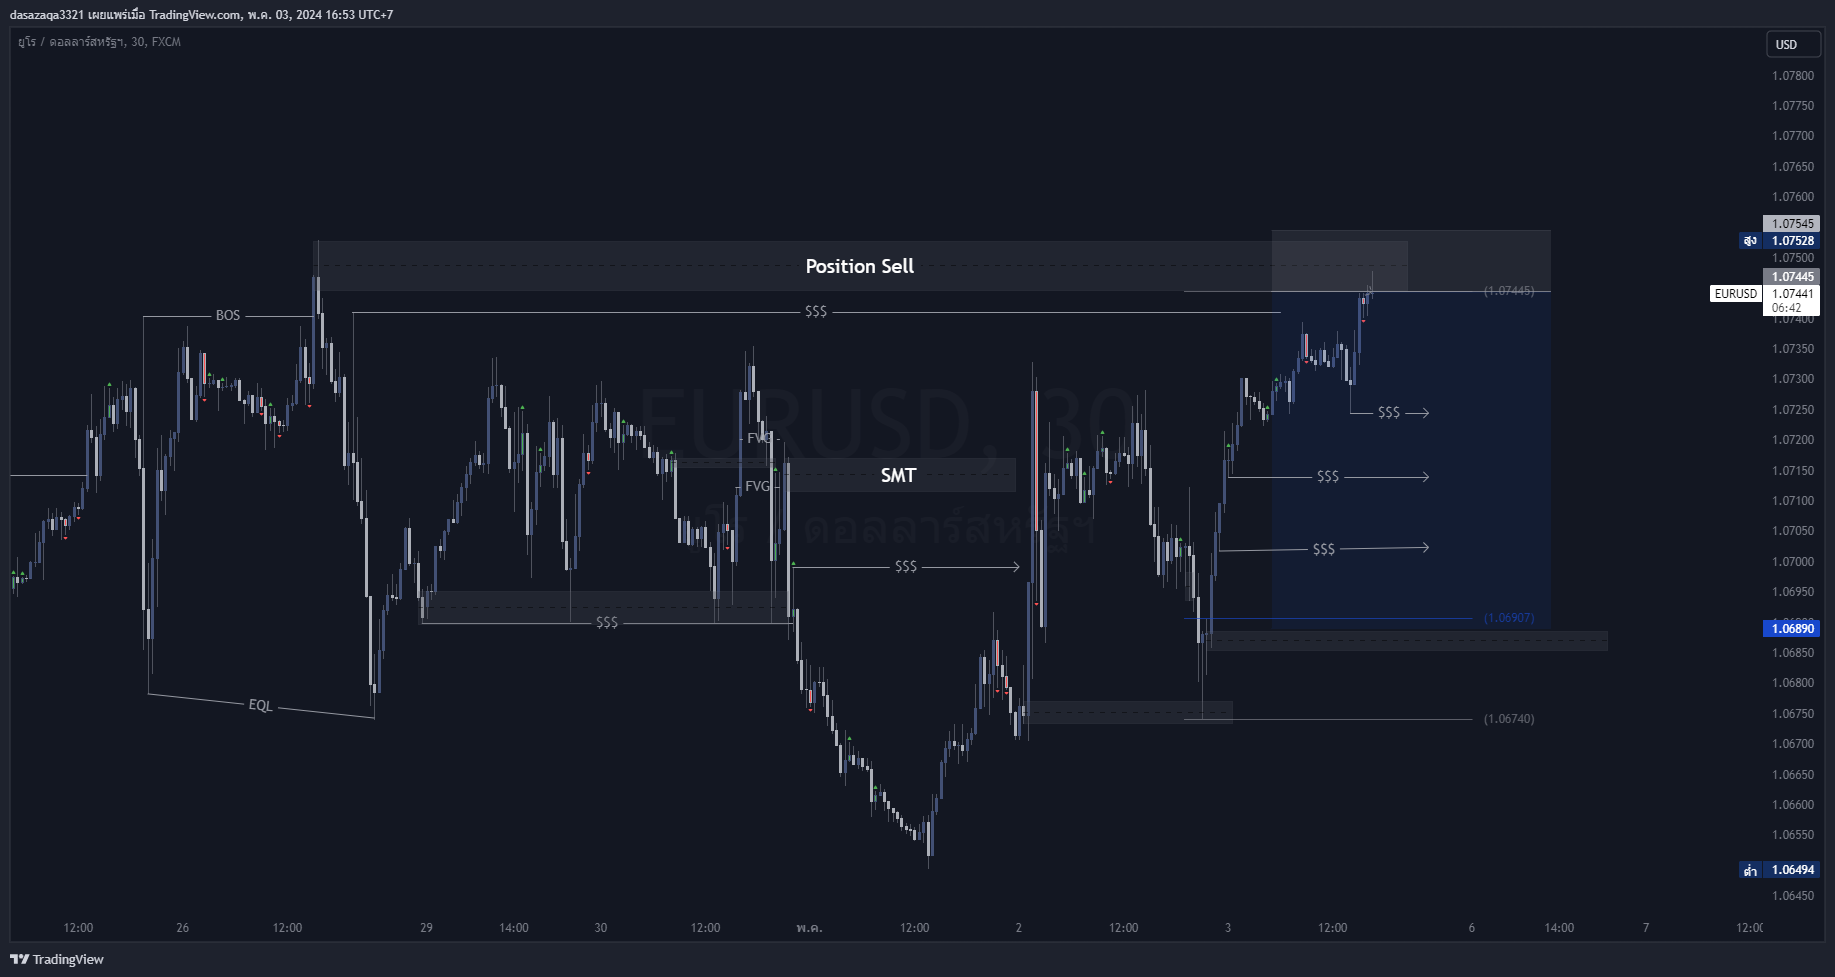 dasazaqa3321 เผยแพร่เมื่อ TradingView.com, พ.ค. 03, 2024 16:53 UTC+7
ยูโร / ดอลลาร์สหรัฐฯ, 30, FXCM
USD
1.07800
1.07750
1.07700
1.07650
1.07600
1.07545
สูง 1.07528
1.07500
1.07445
EURUSD 1.07441
06:42
1.07400
1.07350
1.07300
1.07250
1.07200
1.07150
1.07100
1.07050
1.07000
1.06950
1.06890
1.06850
1.06800
1.06750
1.06700
1.06650
1.06600
1.06550
ต่ำ 1.06494
1.06450
Position Sell
(1.07445)
BOS
$$$
EURUSD, 30
ยูโร / ดอลลาร์สหรัฐฯ
$$$
FVG
SMT
$$$
FVG
$$$
$$$
(1.06907)
$$$
EQL
(1.06740)
12:00 26 12:00 29 14:00 30 12:00 พ.ค. 12:00 2 12:00 3 12:00 6 14:00 7 12:00
TradingView